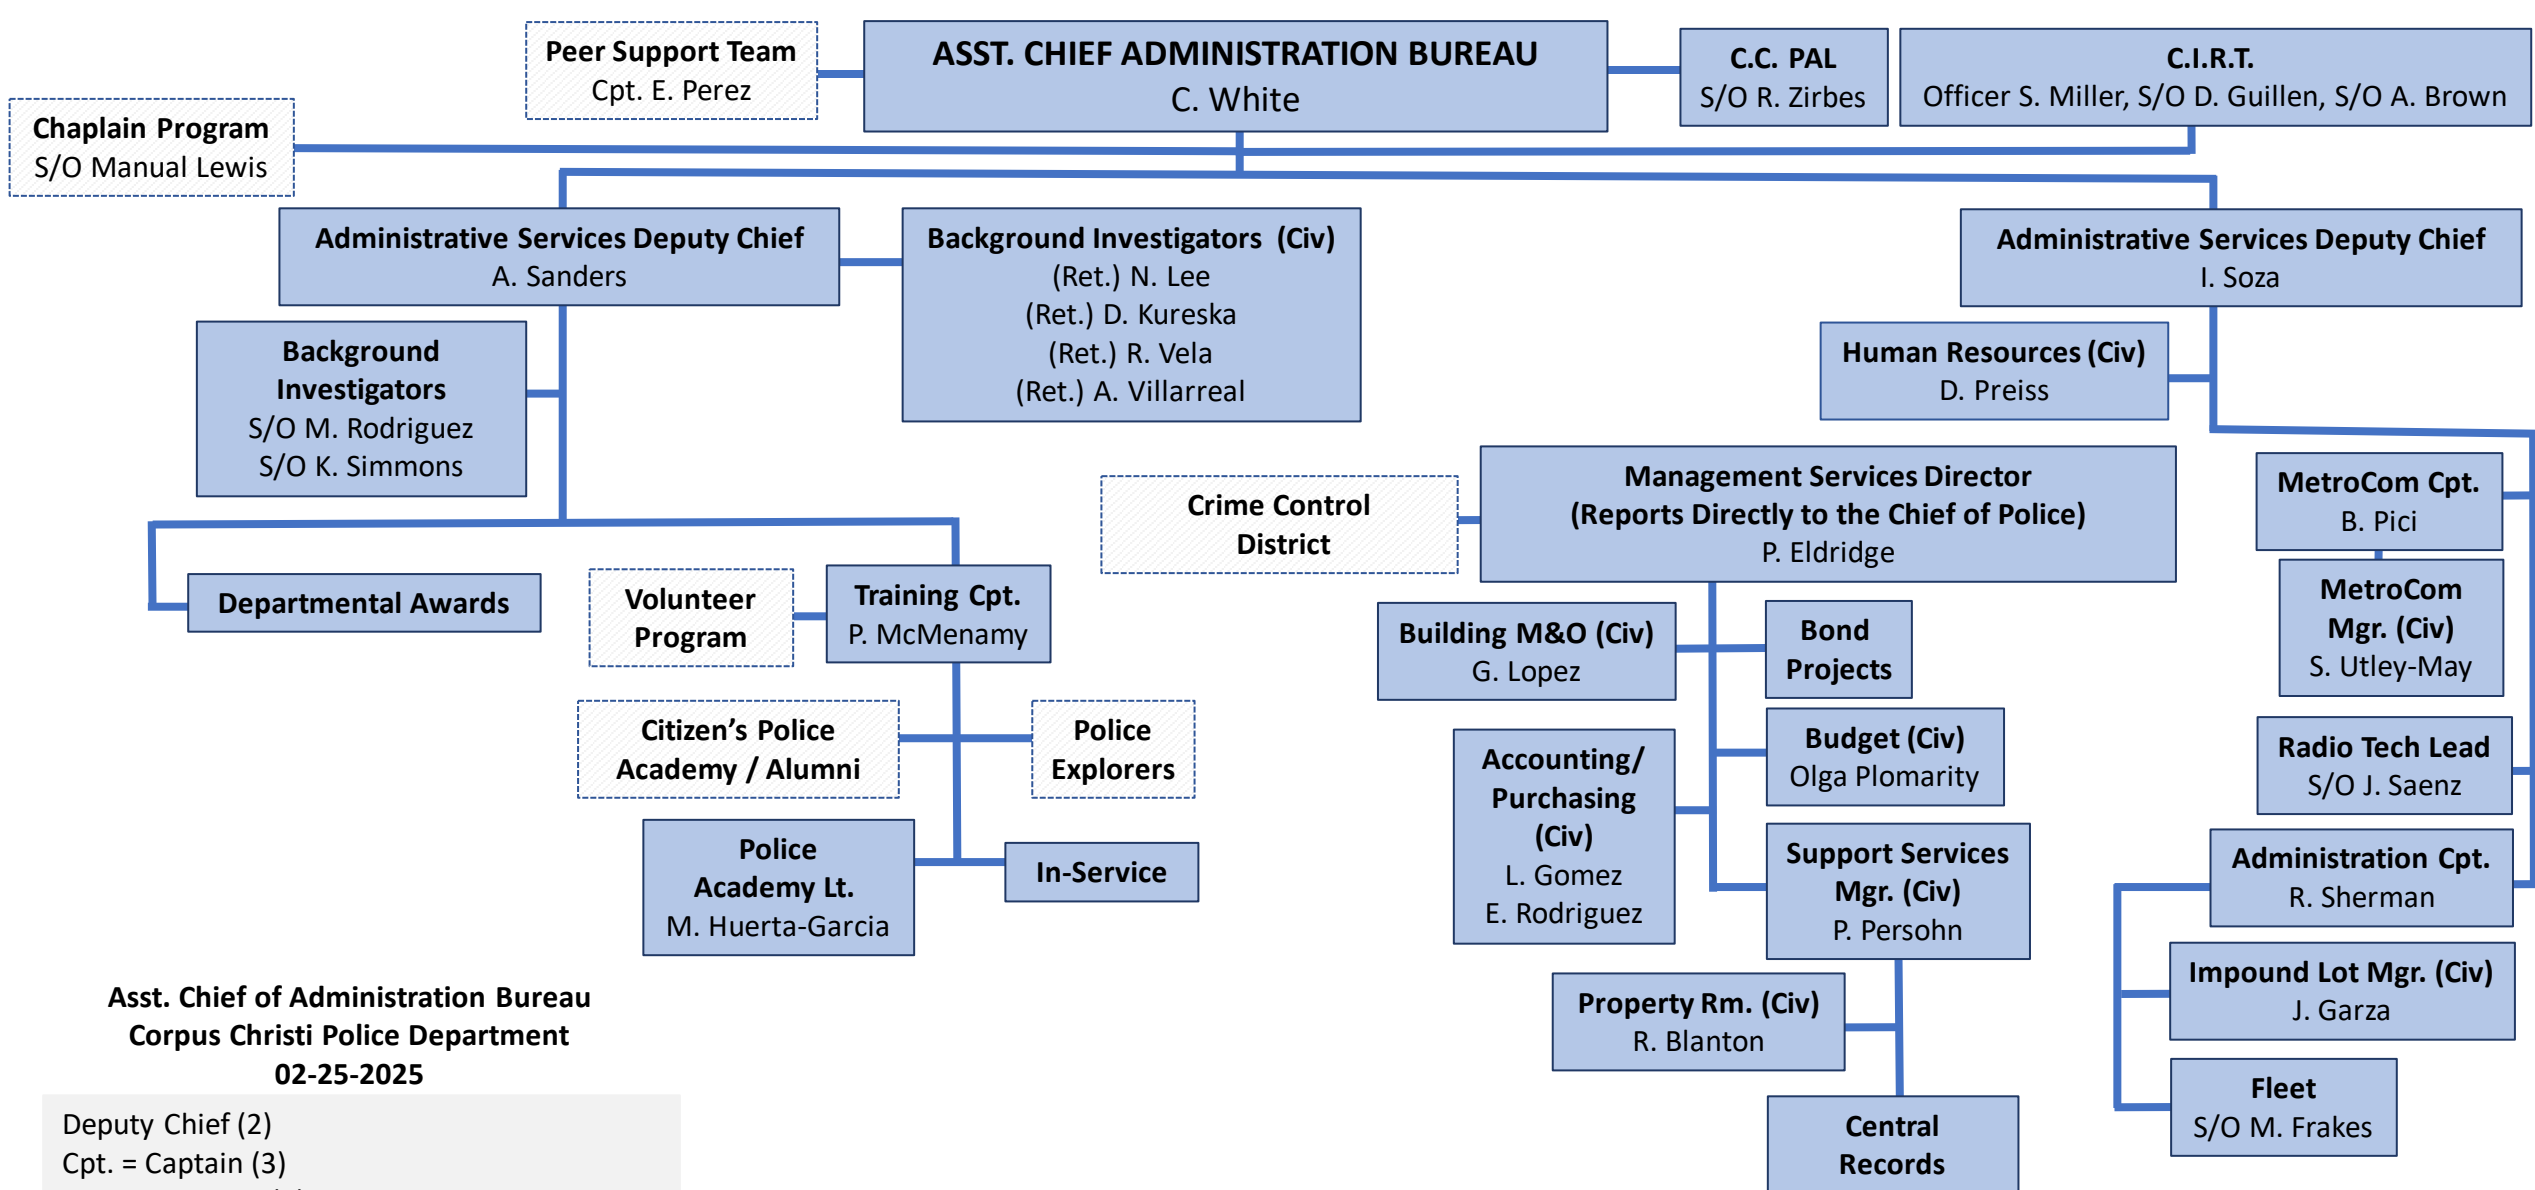 Peer Support Team
Cpt. E. Perez
ASST. CHIEF ADMINISTRATION BUREAU
C. White
C.C. PAL
S/O R. Zirbes
C.I.R.T.
Officer S. Miller, S/O D. Guillen, S/O A. Brown
Chaplain Program
S/O Manual Lewis
Administrative Services Deputy Chief
A. Sanders
Background Investigators (Civ)
(Ret.) N. Lee
(Ret.) D. Kureska
(Ret.) R. Vela
(Ret.) A. Villarreal
Administrative Services Deputy Chief
I. Soza
Background
Investigators
S/O M. Rodriguez
S/O K. Simmons
Human Resources (Civ)
D. Preiss
Crime Control
District
Management Services Director
(Reports Directly to the Chief of Police)
P. Eldridge
MetroCom Cpt.
B. Pici
MetroCom
Mgr. (Civ)
S. Utley-May
Departmental Awards
Volunteer
Program
Training Cpt.
P. McMenamy
Building M&O (Civ)
G. Lopez
Bond
Projects
Citizen's Police
Academy / Alumni
Police
Explorers
Accounting/
Purchasing
(Civ)
L. Gomez
E. Rodriguez
Budget (Civ)
Olga Plomarity
Radio Tech Lead
S/O J. Saenz
Police
Academy Lt.
M. Huerta-Garcia
In-Service
Support Services
Mgr. (Civ)
P. Persohn
Administration Cpt.
R. Sherman
Property Rm. (Civ)
R. Blanton
Impound Lot Mgr. (Civ)
J. Garza
Central
Records
Fleet
S/O M. Frakes
Asst. Chief of Administration Bureau
Corpus Christi Police Department
02-25-2025
Deputy Chief (2)
Cpt. = Captain (3)